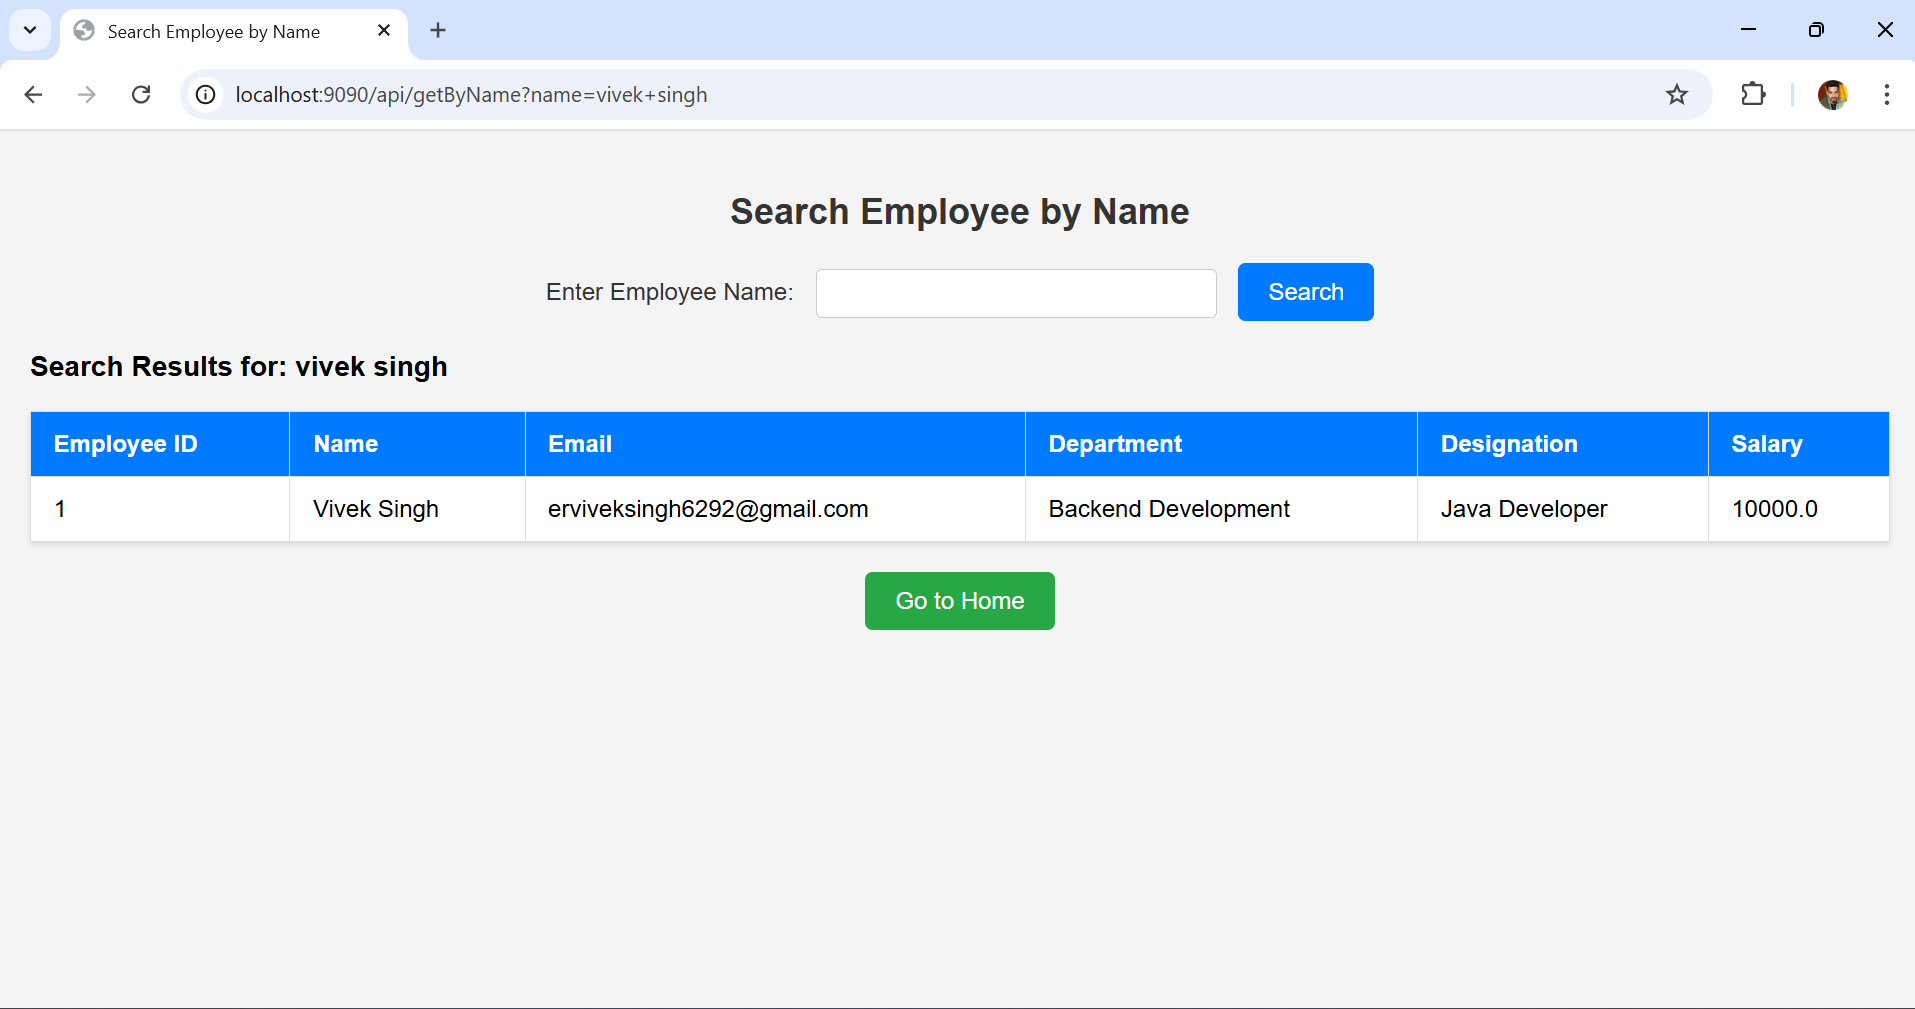 Search Employee by Name
localhost:9090/api/getByName?name=vivek+singh
Search Employee by Name
Enter Employee Name: Search
Search Results for: vivek singh
Employee ID Name Email Department Designation Salary
1 Vivek Singh erviveksingh6292@gmail.com Backend Development Java Developer 10000.0
Go to Home